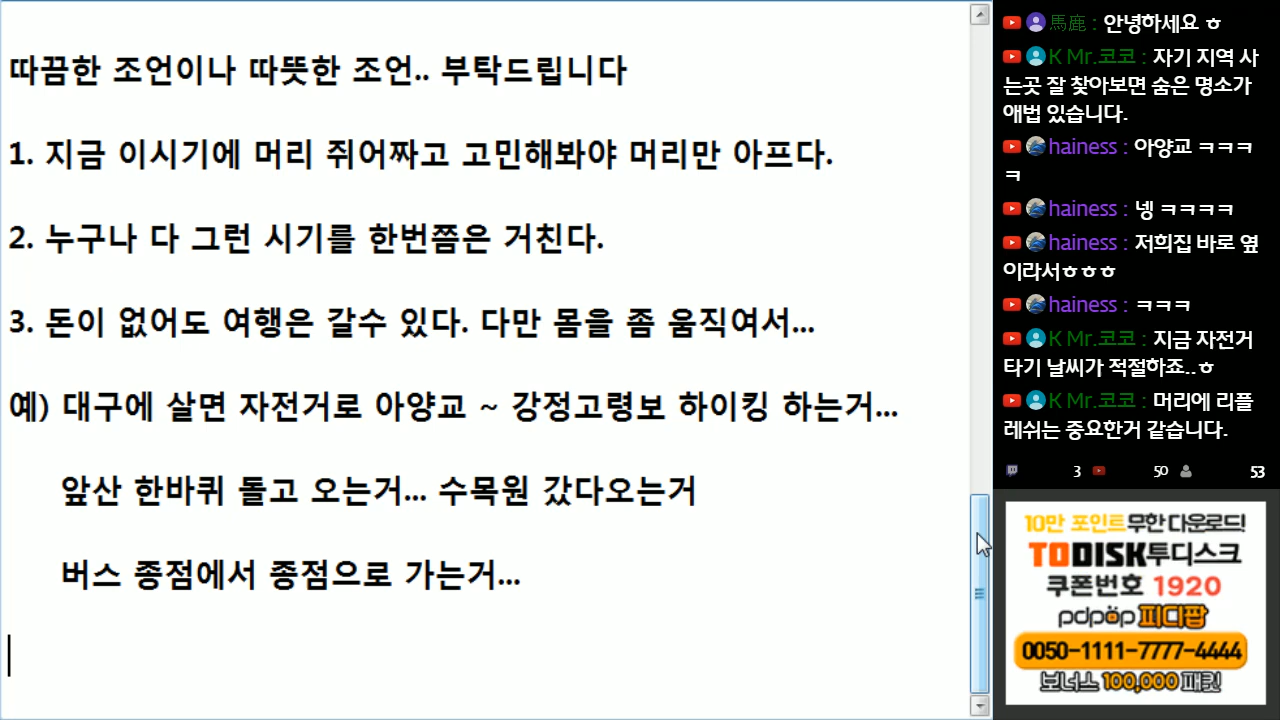 따끔한 조언이나 따뜻한 조언.. 부탁드립니다
1. 지금 이시기에 머리 쥐어짜고 고민해봐야 머리만 아프다.
2. 누구나 다 그런 시기를 한번쯤은 거친다.
3. 돈이 없어도 여행은 갈수 있다. 다만 몸을 좀 움직여서...
예) 대구에 살면 자전거로 아양교 ~ 강정고령보 하이킹 하는거...
앞산 한바퀴 돌고 오는거... 수목원 갔다오는거
버스 종점에서 종점으로 가는거...
馬鹿 : 안녕하세요 ㅎ
K Mr.코코 : 자기 지역 사
는곳 잘 찾아보면 숨은 명소가
애법 있습니다.
hainess : 아양교 ㅋㅋㅋ
ㅋ
hainess : 넹 ㅋㅋㅋㅋ
hainess : 저희집 바로 옆
이라서ㅎㅎㅎ
hainess : ㅋㅋㅋ
K Mr.코코 : 지금 자전거
타기 날씨가 적절하죠..ㅎ
K Mr.코코 : 머리에 리플
레쉬는 중요한거 같습니다.
3 50 53
10만 포인트 무한 다운로드!
TODISK투디스크
쿠폰번호 1920
pdpop 피디팝
0050-1111-7777-4444
보너스 100,000 패킷